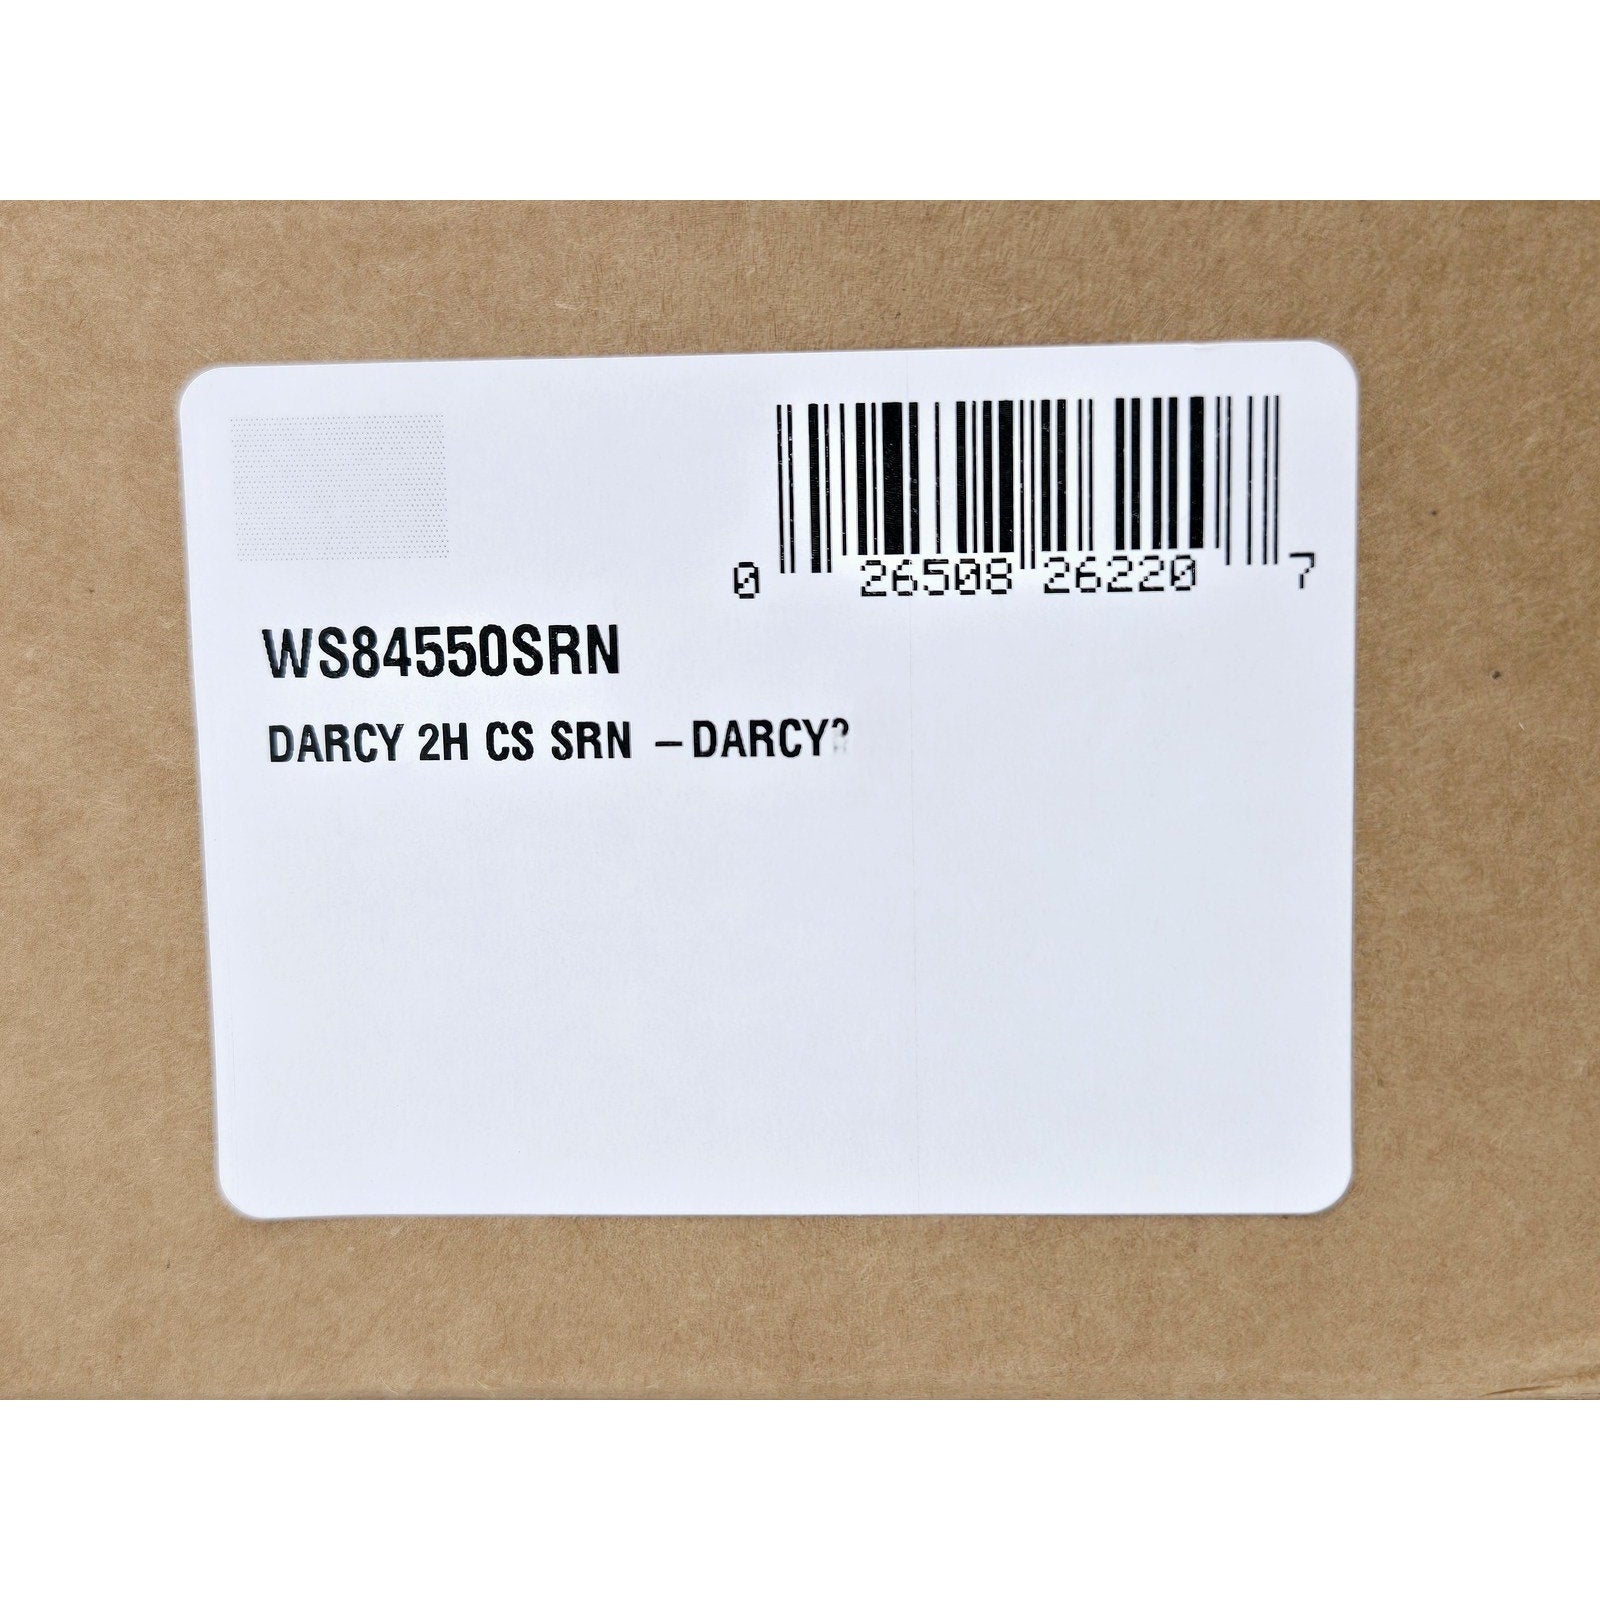 0 26508 26220 7
WS84550SRN
DARCY 2H CS SRN –DARCY?